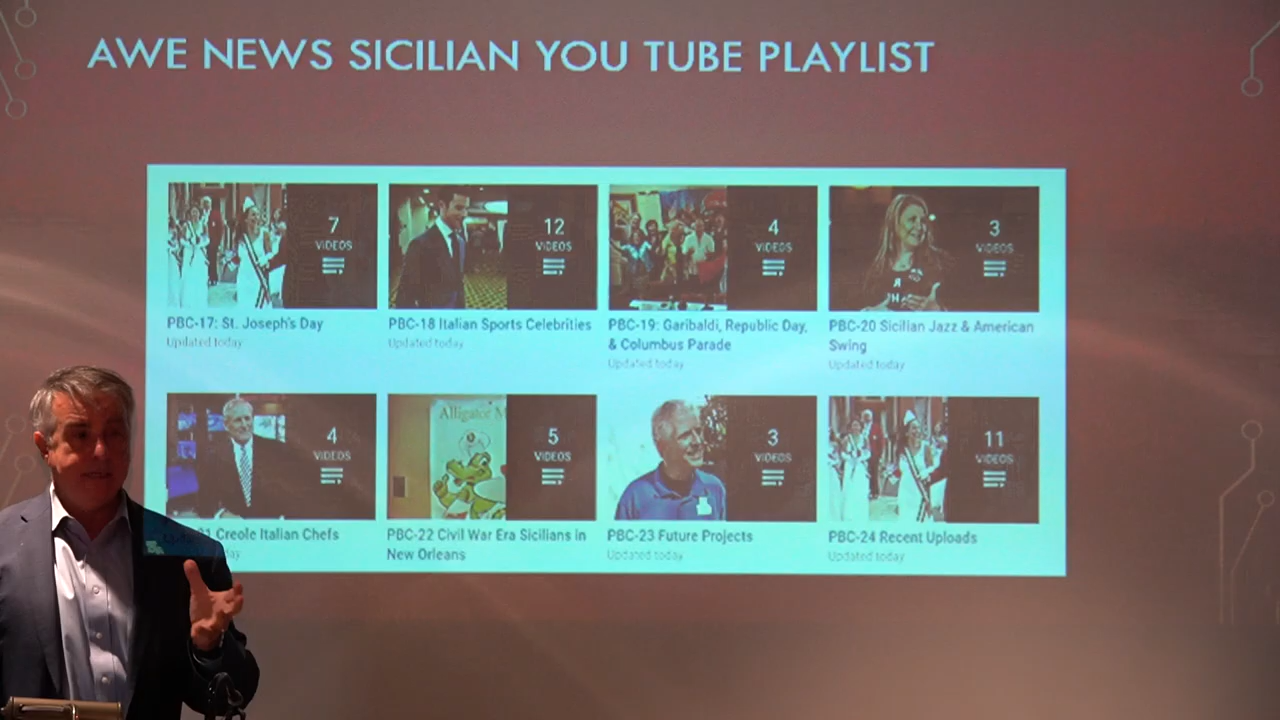 AWE NEWS SICILIAN YOU TUBE PLAYLIST
7
VIDEOS
12
VIDEOS
4
VIDEOS
3
VIDEOS
PBC-17: St. Joseph's Day
Updated today
PBC-18 Italian Sports Celebrities
Updated today
PBC-19: Garibaldi, Republic Day,
& Columbus Parade
Updated today
PBC-20 Sicilian Jazz & American
Swing
Updated today
4
VIDEOS
Alligator M
5
VIDEOS
3
VIDEOS
11
VIDEOS
Creole Italian Chefs
PBC-22 Civil War Era Sicilians in
New Orleans
PBC-23 Future Projects
Updated today
PBC-24 Recent Uploads
Updated today